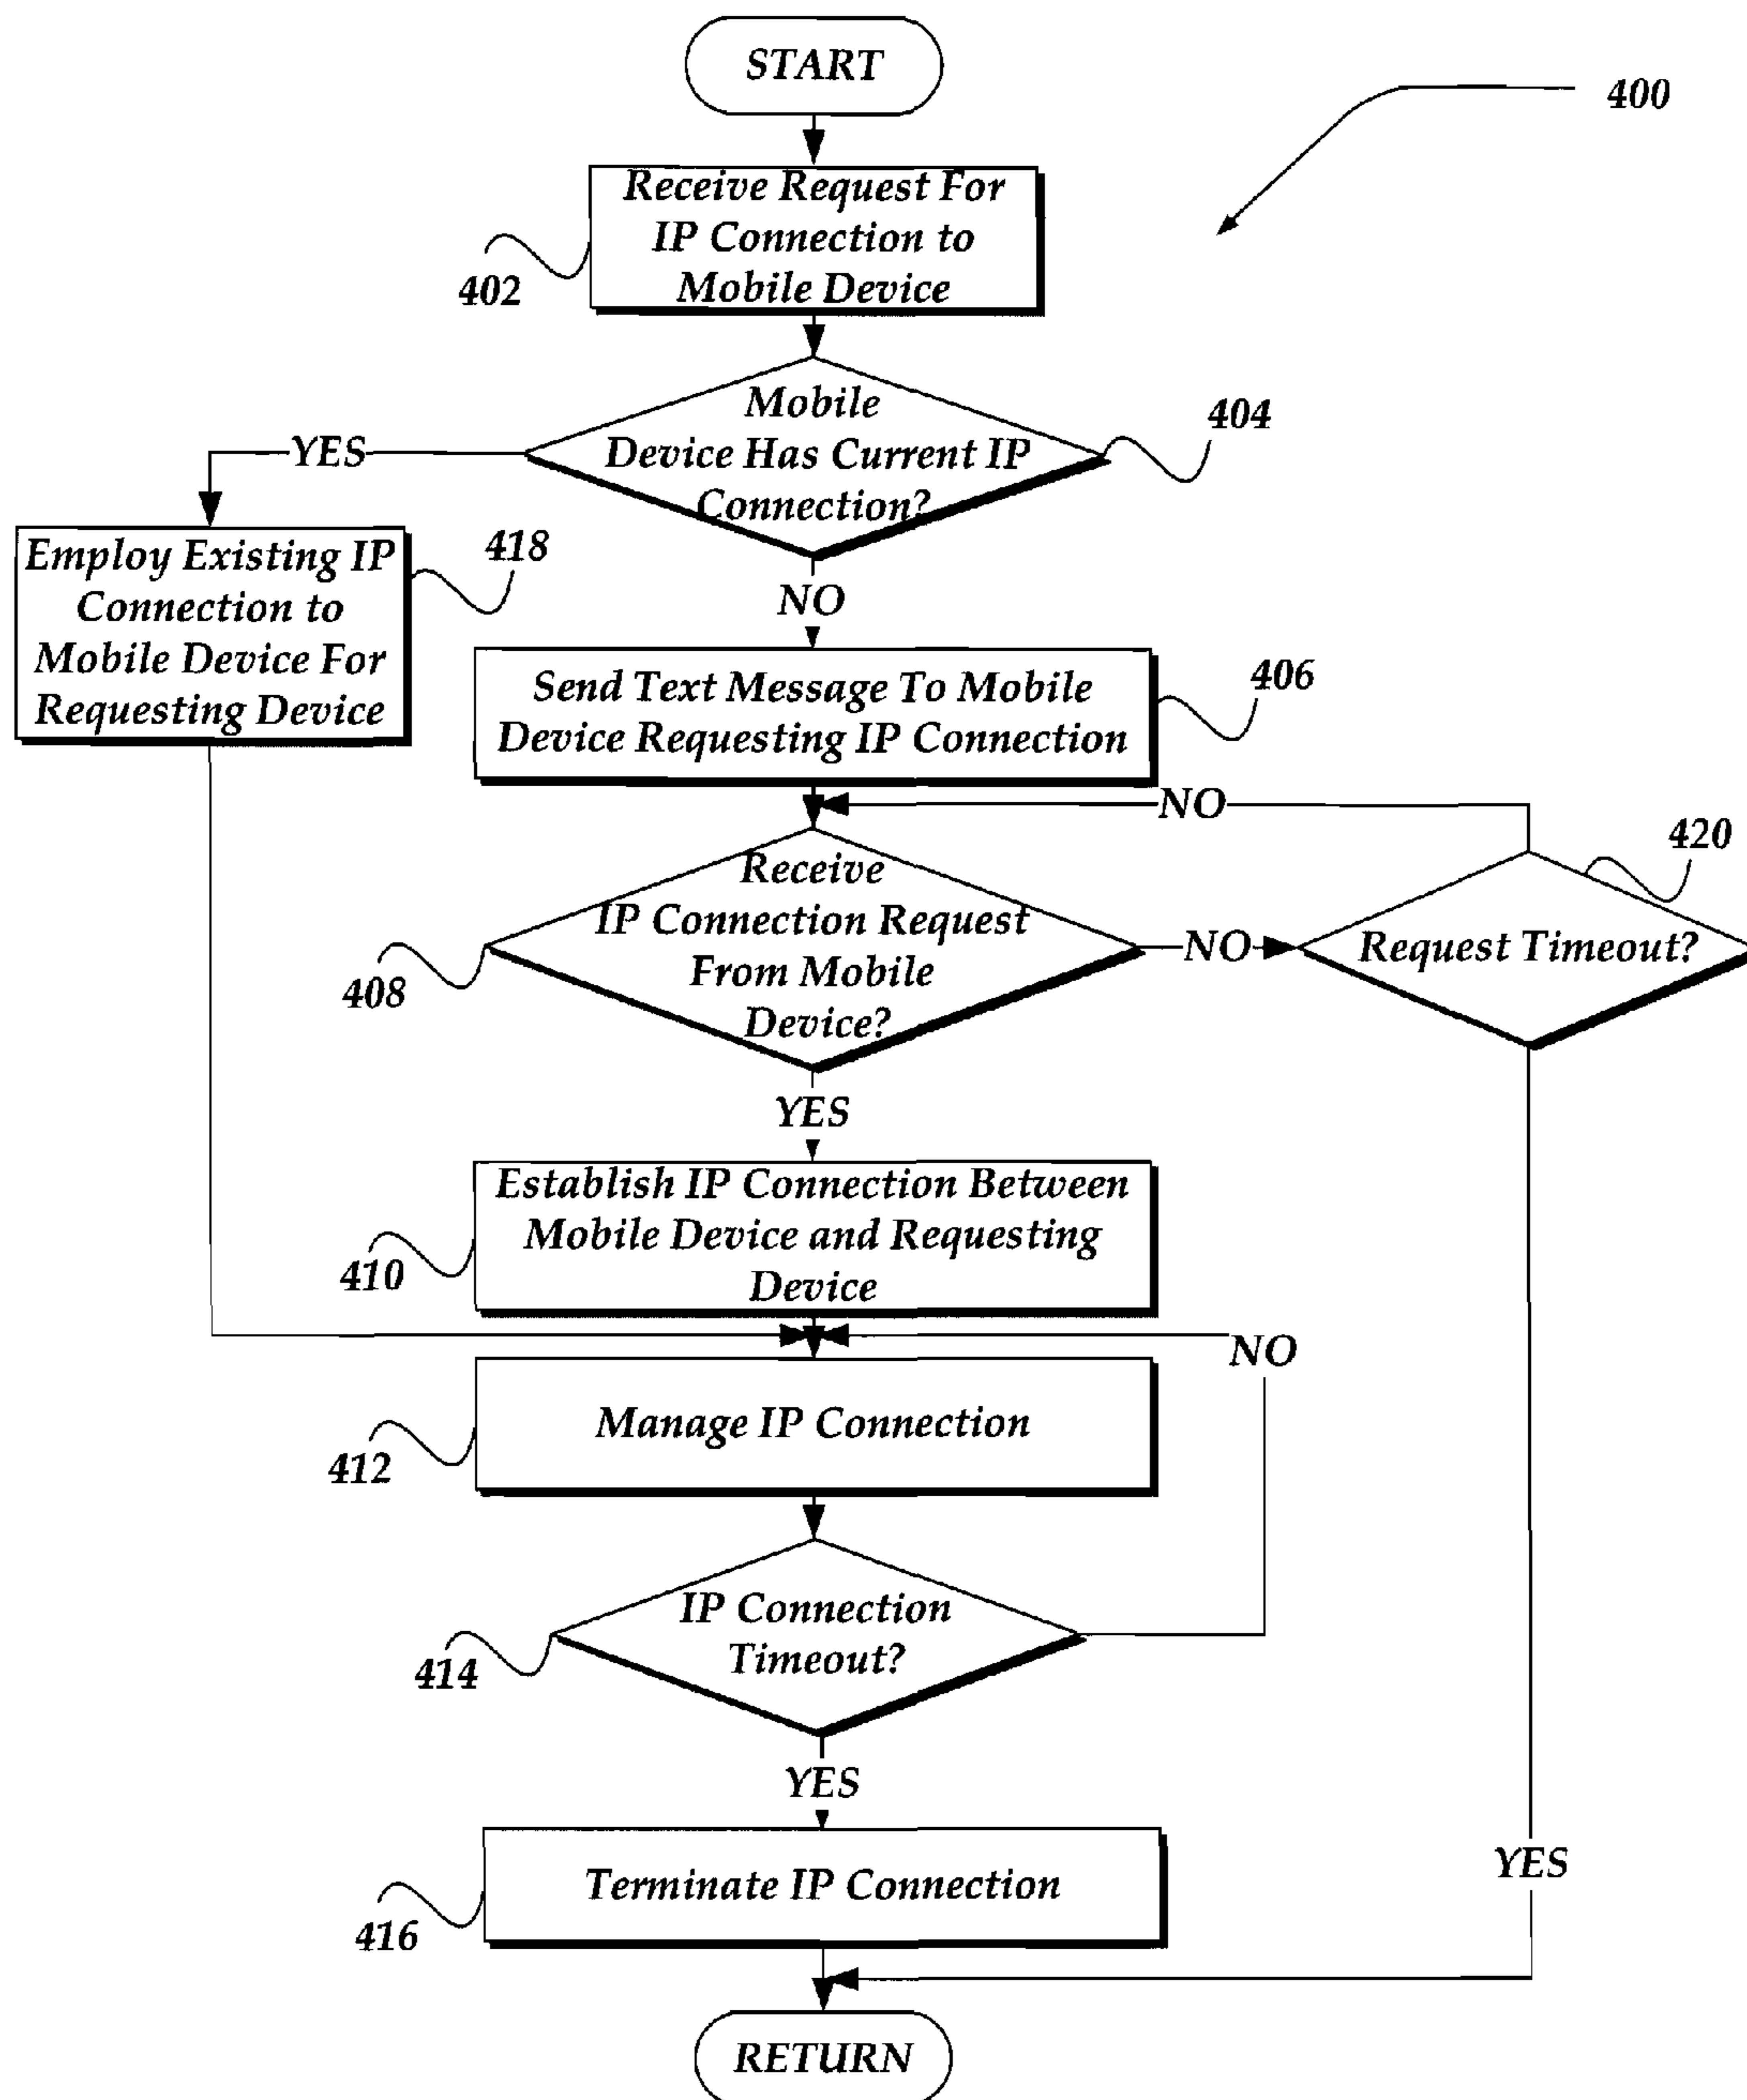 START
400
Receive Request For
IP Connection to
Mobile Device
402
Mobile
Device Has Current IP
Connection?
404
YES
NO
Employ Existing IP
Connection to
Mobile Device For
Requesting Device
418
Send Text Message To Mobile
Device Requesting IP Connection
406
NO
Receive
IP Connection Request
From Mobile
Device?
408
NO
Request Timeout?
420
YES
Establish IP Connection Between
Mobile Device and Requesting
Device
410
NO
Manage IP Connection
412
IP Connection
Timeout?
414
YES
Terminate IP Connection
416
YES
RETURN